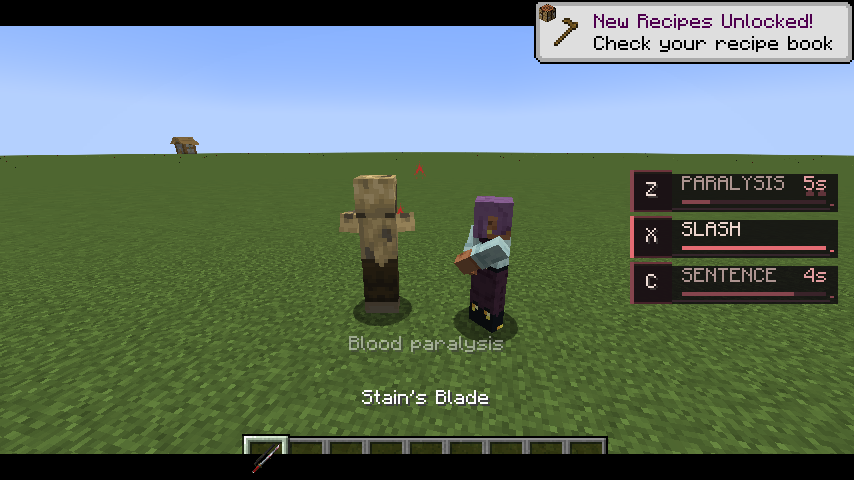 New Recipes Unlocked!
Check your recipe book
Z PARALYSIS 5s
X SLASH
C SENTENCE 4s
Blood paralysis
Stain's Blade